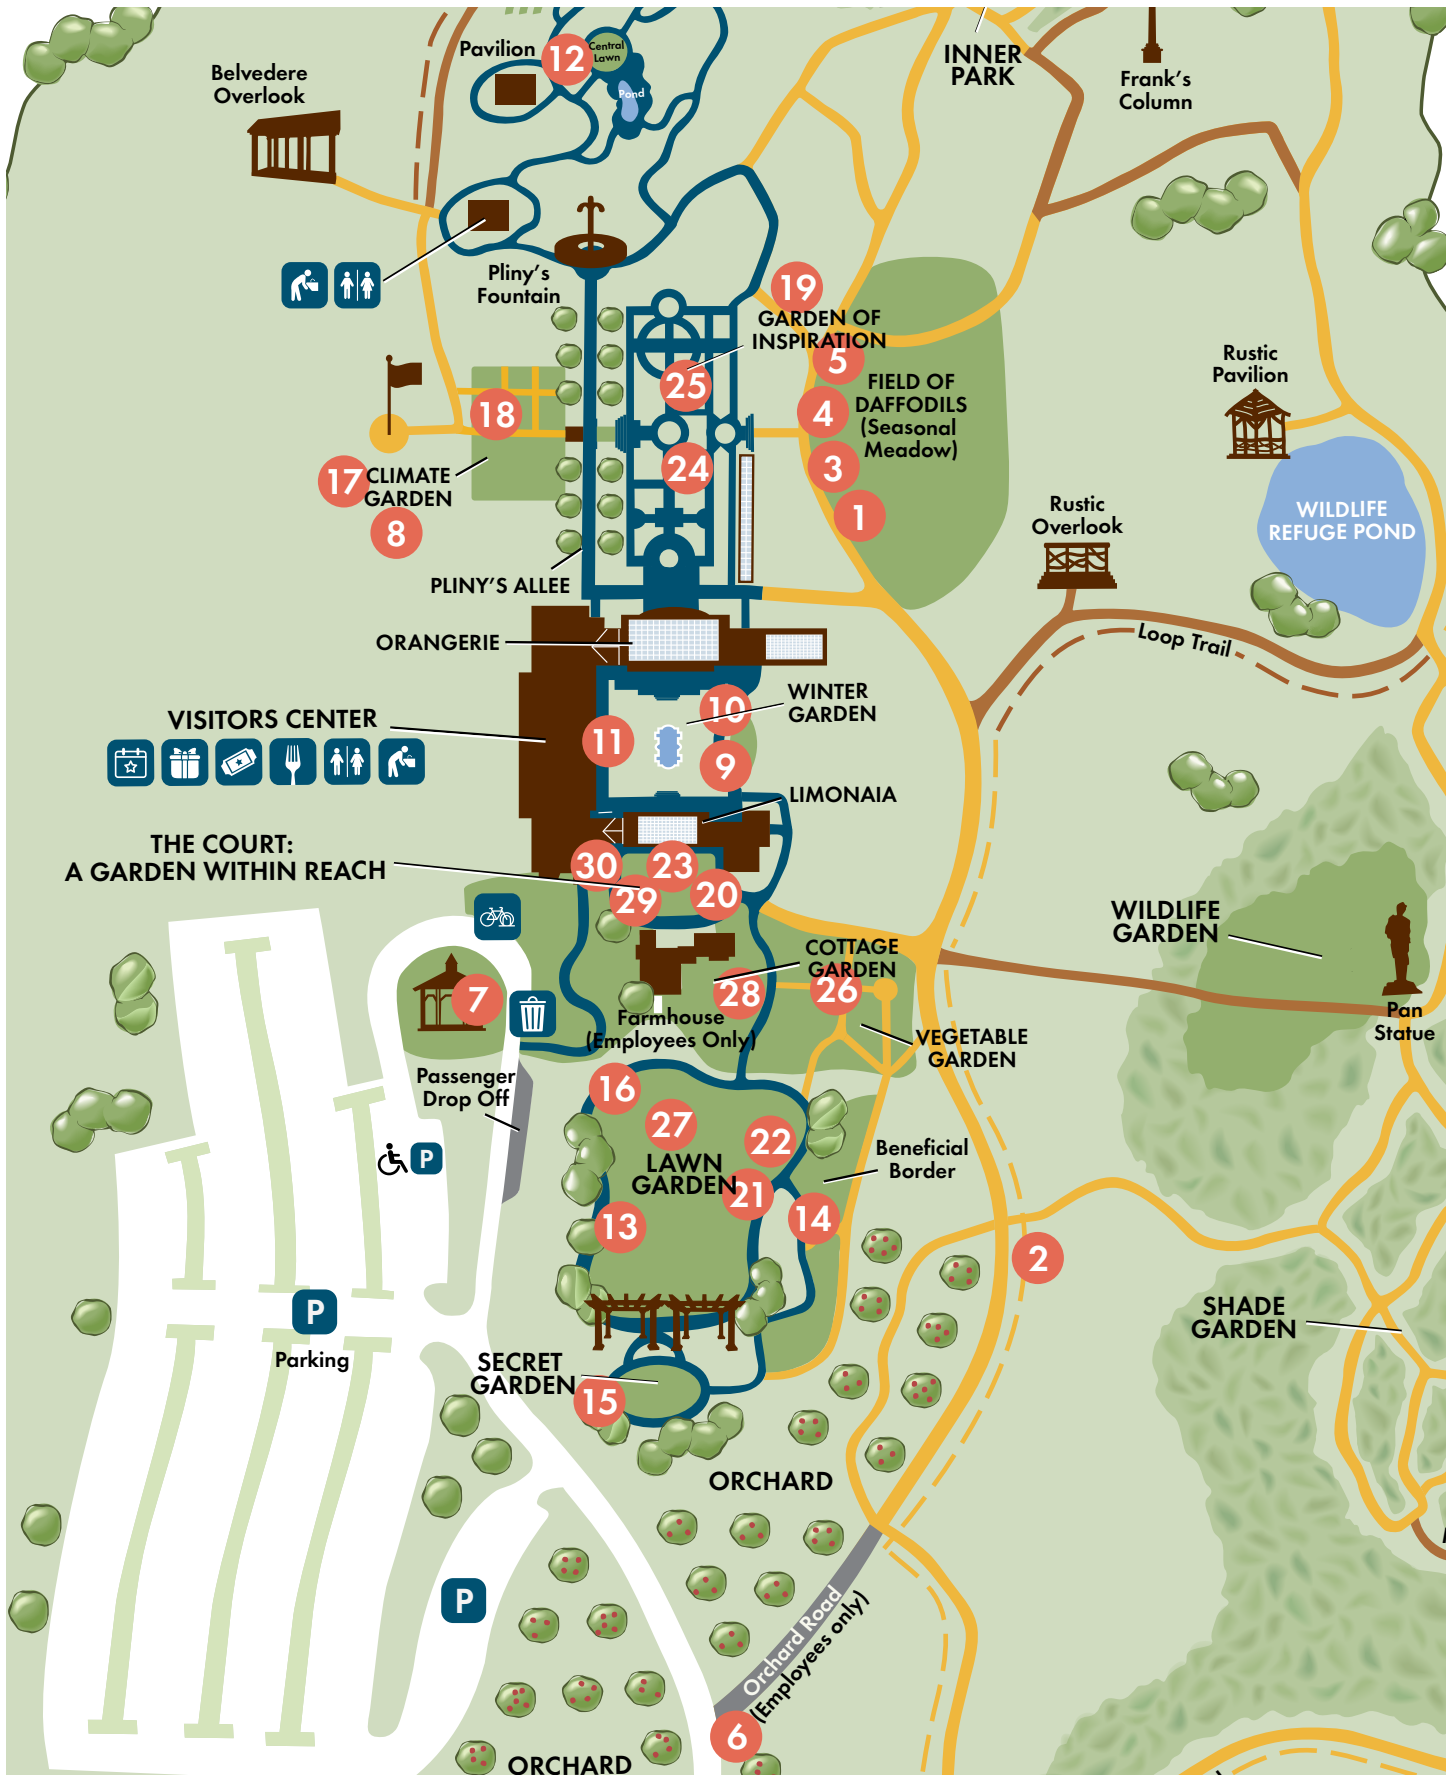 Pavilion
12
Central
Lawn
Pond
INNER
PARK
Frank's
Column
Belvedere
Overlook
Pliny's
Fountain
19
GARDEN OF
INSPIRATION
5
25
FIELD OF
DAFFODILS
(Seasonal
Meadow)
4
18
24
3
1
17
CLIMATE
GARDEN
8
Rustic
Pavilion
WILDLIFE
REFUGE POND
Rustic
Overlook
Loop Trail
PLINY'S ALLEE
ORANGERIE
WINTER
GARDEN
10
11
9
VISITORS CENTER
LIMONAIA
THE COURT:
A GARDEN WITHIN REACH
30
23
29
20
WILDLIFE
GARDEN
COTTAGE
GARDEN
7
28
26
Farmhouse
(Employees Only)
Pan
Statue
VEGETABLE
GARDEN
Passenger
Drop Off
16
27
22
LAWN
GARDEN
21
13
14
Beneficial
Border
P
2
P
Parking
SHADE
GARDEN
SECRET
GARDEN
15
ORCHARD
P
Orchard Road
(Employees only)
6
ORCHARD